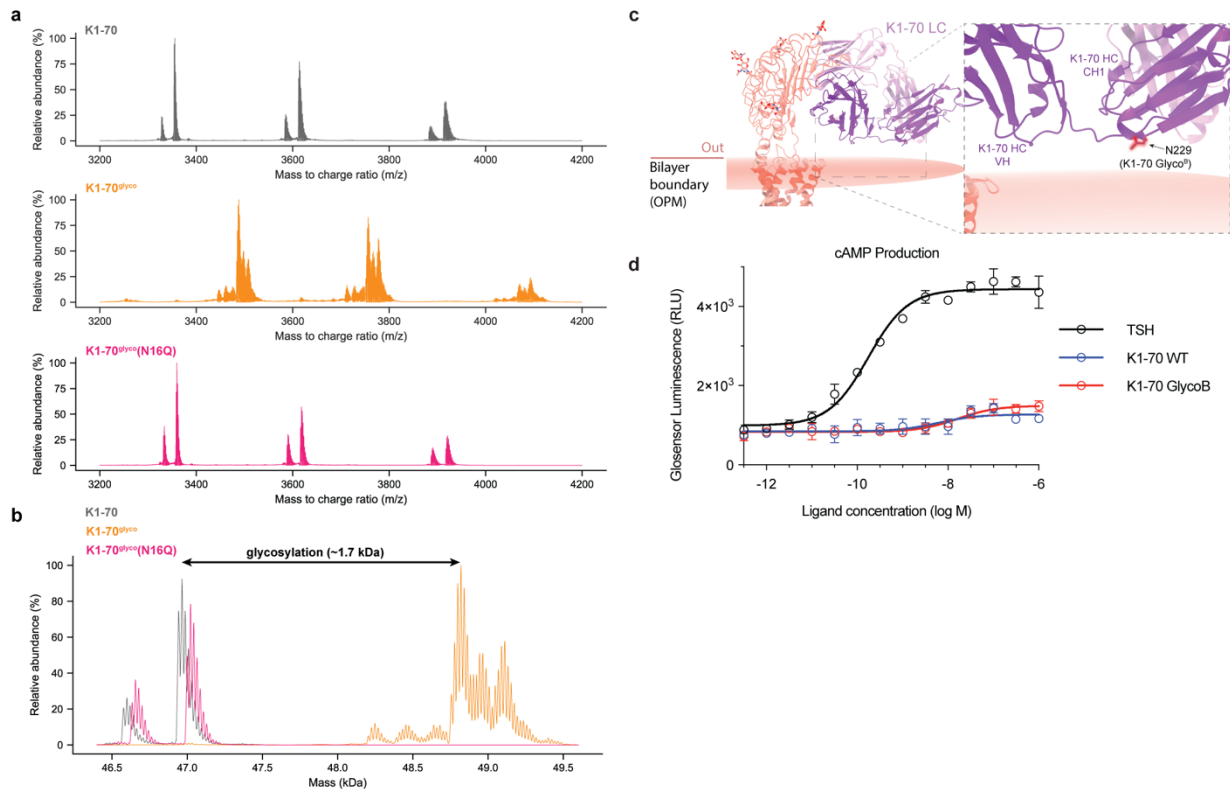 a
K1-70
Relative abundance (%)
100
75
50
25
0
3200 3400 3600 3800 4000 4200
Mass to charge ratio (m/z)
K1-70glyco
Relative abundance (%)
100
75
50
25
0
3200 3400 3600 3800 4000 4200
Mass to charge ratio (m/z)
K1-70glyco(N16Q)
Relative abundance (%)
100
75
50
25
0
3200 3400 3600 3800 4000 4200
Mass to charge ratio (m/z)
b
K1-70
K1-70glyco
K1-70glyco(N16Q)
glycosylation (~1.7 kDa)
Relative abundance (%)
100
80
60
40
20
0
46.5 47.0 47.5 48.0 48.5 49.0 49.5
Mass (kDa)
c
K1-70 LC
Out
Bilayer
boundary
(OPM)
K1-70 HC
CH1
K1-70 HC
VH
N229
(K1-70 Glycoᴮ)
d
cAMP Production
Glosensor Luminescence (RLU)
4×10³
2×10³
0
-12 -10 -8 -6
Ligand concentration (log M)
TSH
K1-70 WT
K1-70 GlycoB